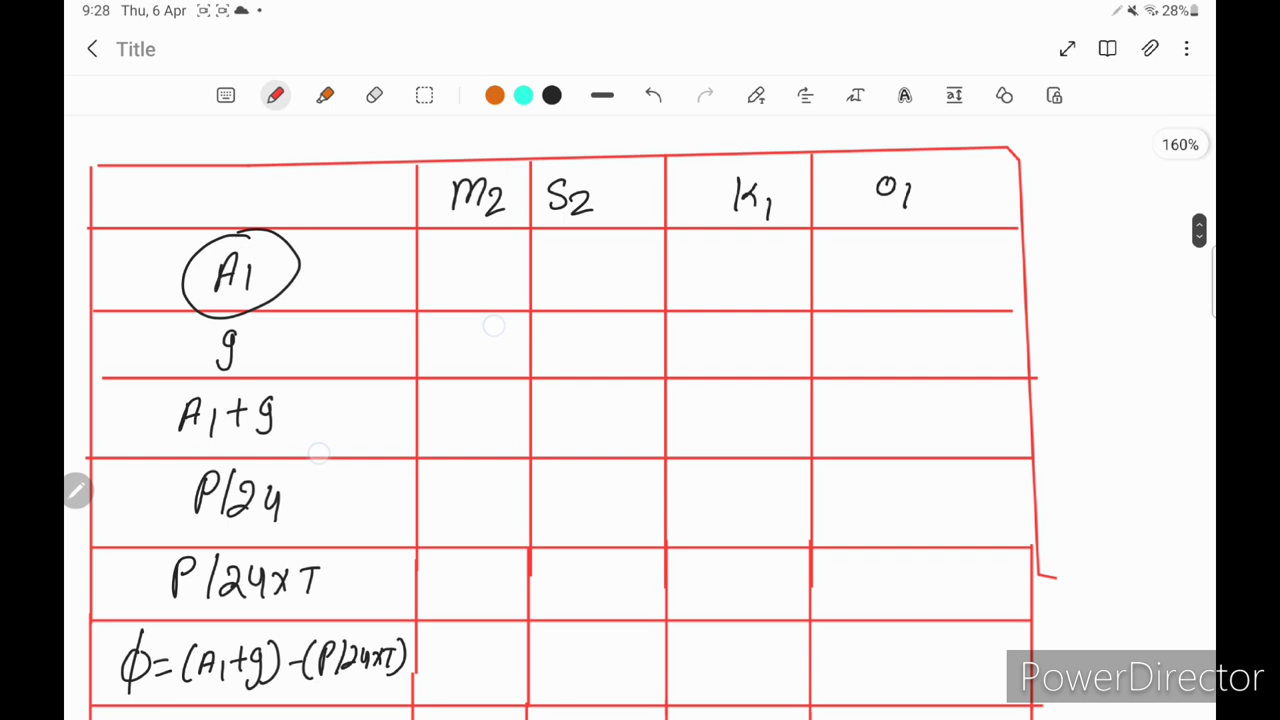 9:28 Thu, 6 Apr 28%
Title
160%
M2 S2 K1 O1
A1
g
A1+g
P/24
P/24xT
ϕ=(A1+g)-(P/24xT)
PowerDirector